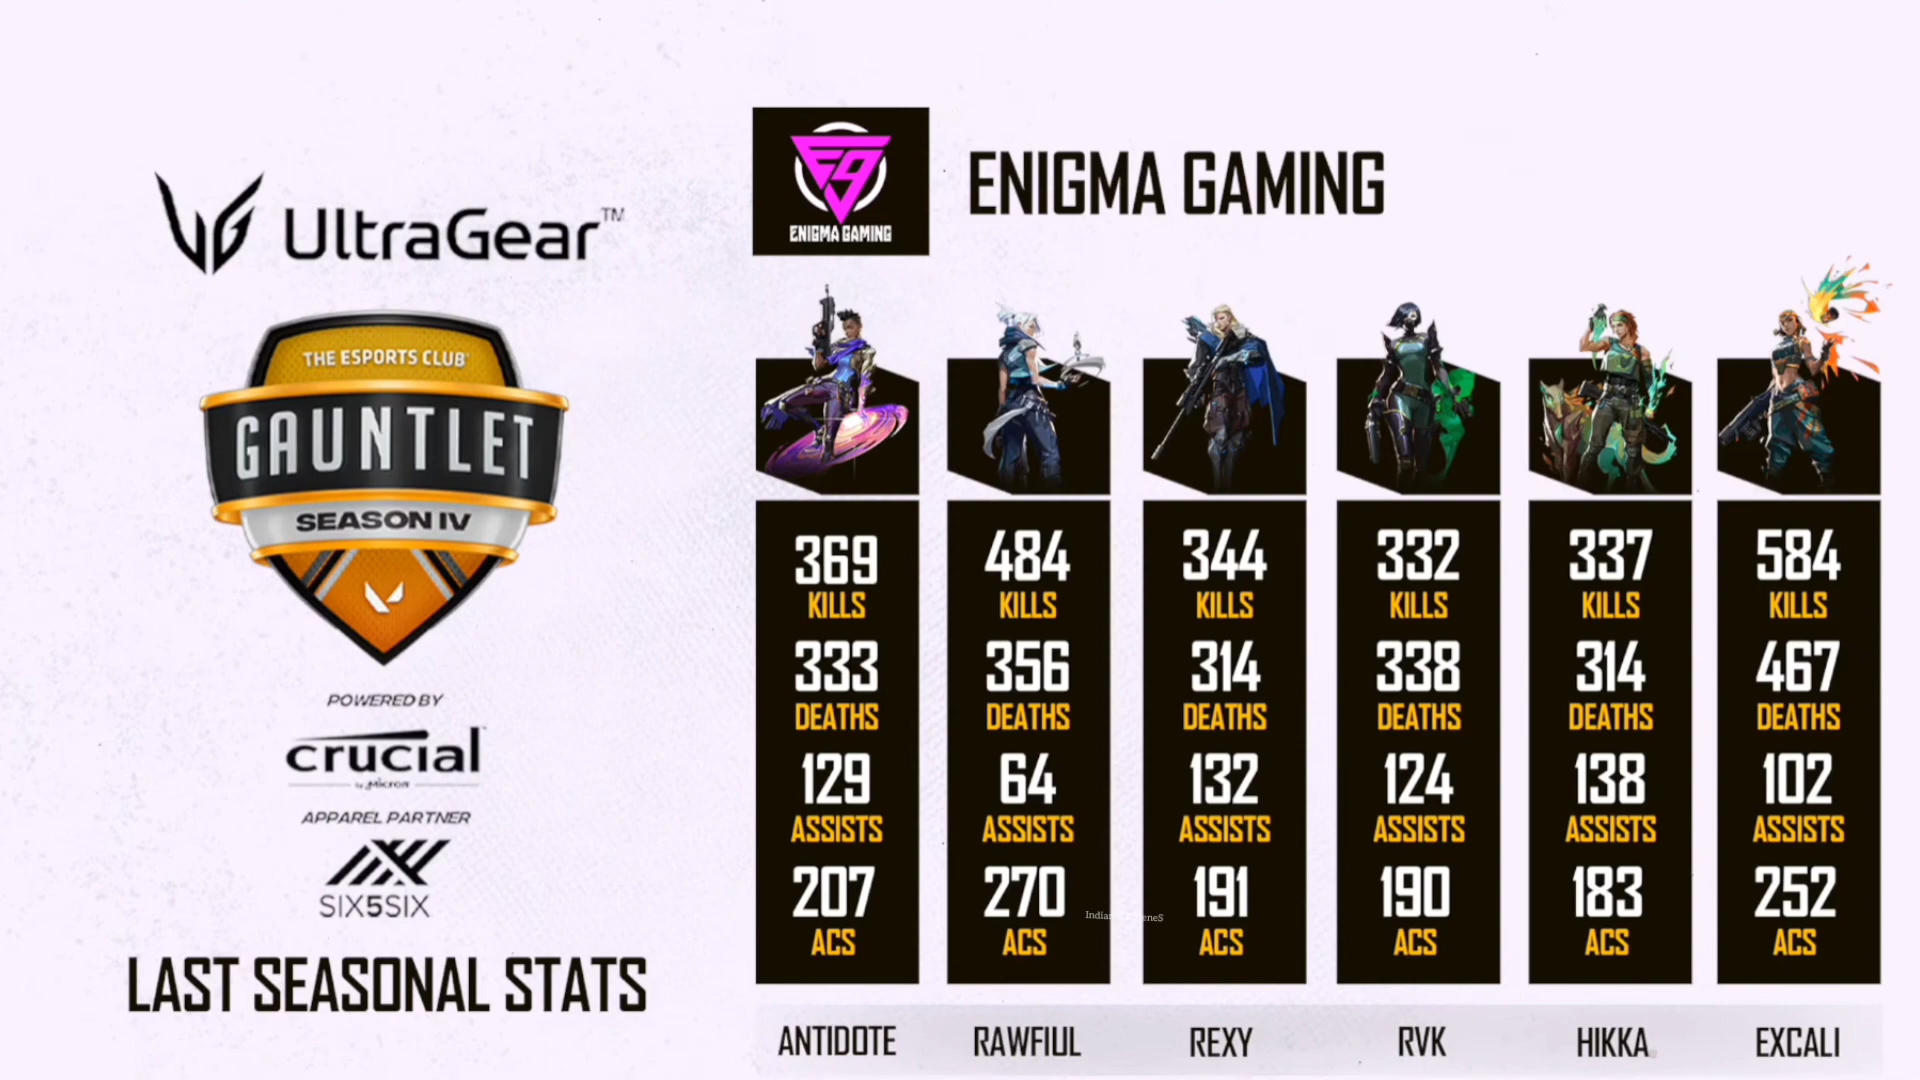 UltraGear™
THE ESPORTS CLUB
GAUNTLET
SEASON IV
POWERED BY
crucial
by Micron
APPAREL PARTNER
SIX5SIX
LAST SEASONAL STATS
ENIGMA GAMING
ENIGMA GAMING
369
KILLS
333
DEATHS
129
ASSISTS
207
ACS
ANTIDOTE
484
KILLS
356
DEATHS
64
ASSISTS
270
ACS
RAWFIUL
344
KILLS
314
DEATHS
132
ASSISTS
191
ACS
REXY
332
KILLS
338
DEATHS
124
ASSISTS
190
ACS
RVK
337
KILLS
314
DEATHS
138
ASSISTS
183
ACS
HIKKA
584
KILLS
467
DEATHS
102
ASSISTS
252
ACS
EXCALI